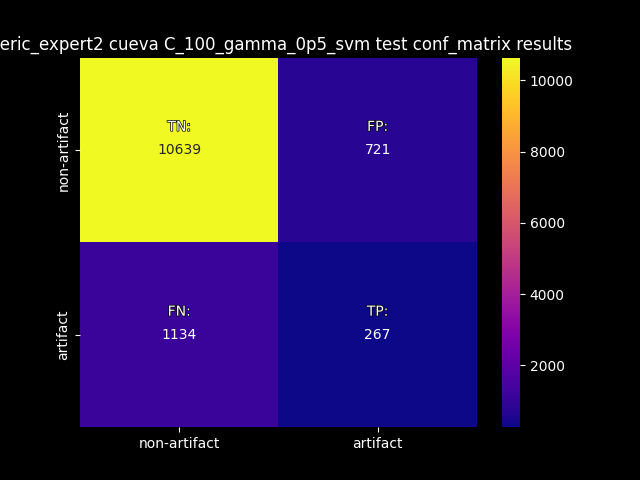 eric_expert2 cueva C_100_gamma_0p5_svm test conf_matrix results
non-artifact
TN:
10639
FP:
721
artifact
FN:
1134
TP:
267
non-artifact
artifact
10000
8000
6000
4000
2000